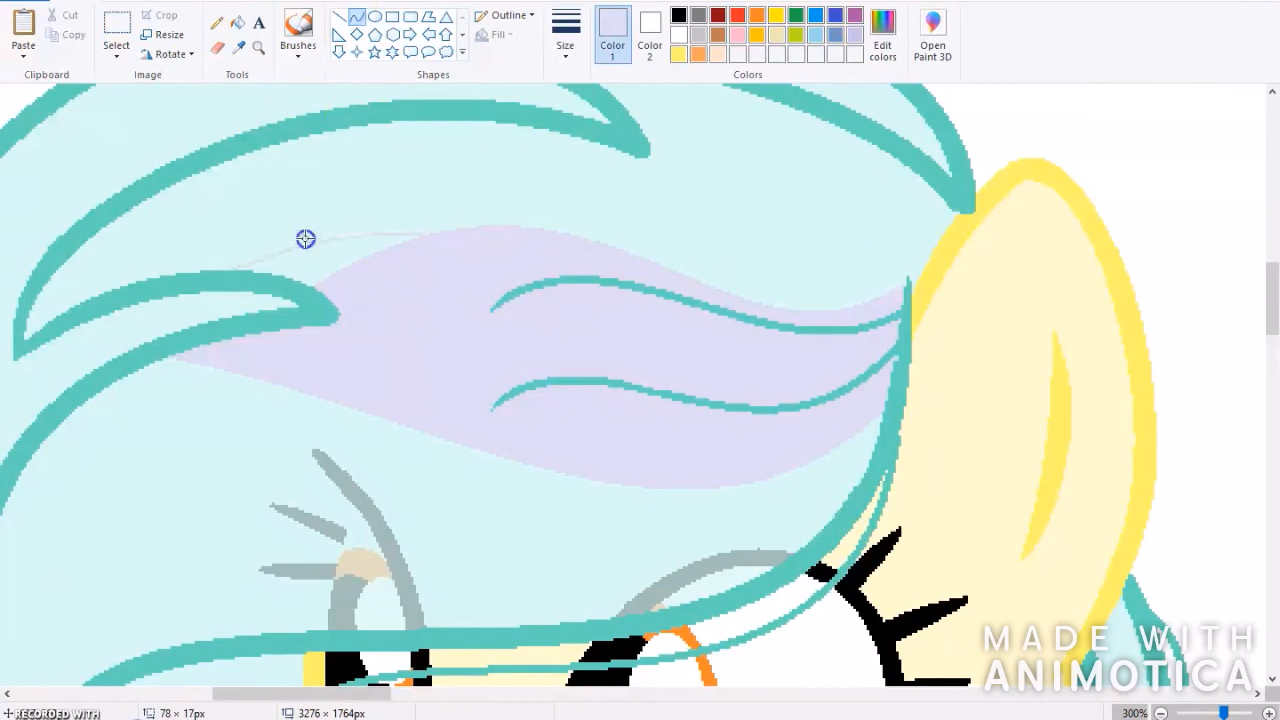 Paste
Cut
Copy
Clipboard
Select
Crop
Resize
Rotate
Image
A
Tools
Brushes
Outline
Fill
Shapes
Size
Color
1
Color
2
Edit
colors
Colors
Open
Paint 3D
MADE WITH
ANIMOTICA
RECORDED WITH
78 × 17px
3276 × 1764px
300%